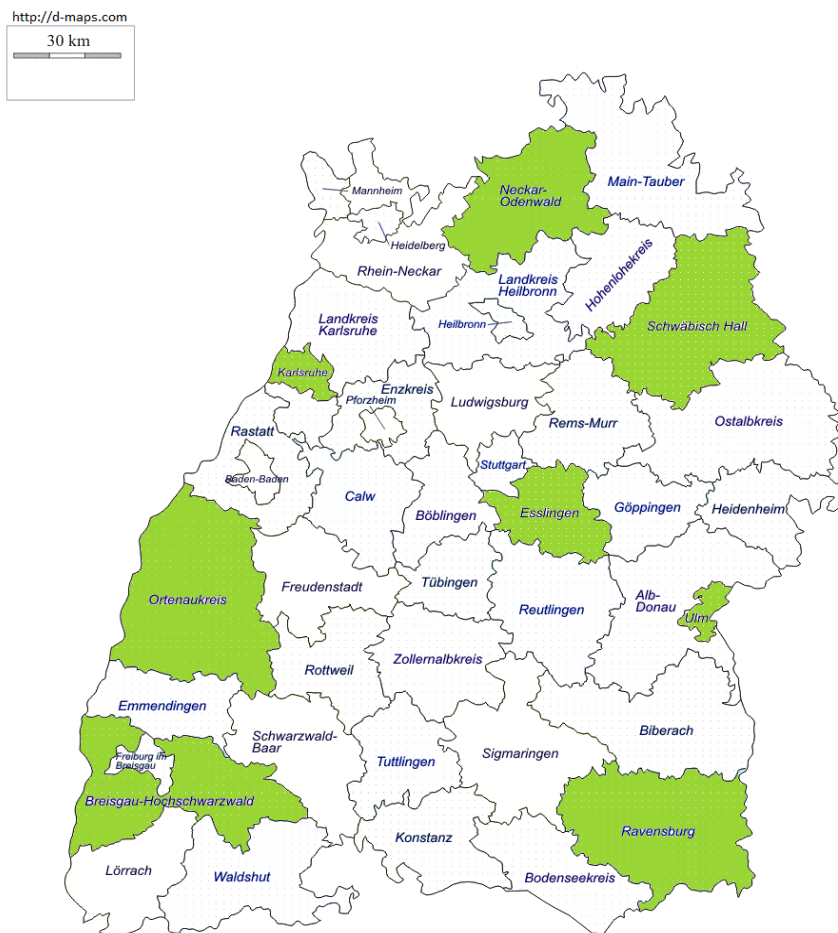 http://d-maps.com
30 km
Main-Tauber
Mannheim
Neckar-
Odenwald
Heidelberg
Rhein-Neckar
Hohenlohekreis
Landkreis
Heilbronn
Landkreis
Karlsruhe
Heilbronn
Schwäbisch Hall
Karlsruhe
Enzkreis
Pforzheim
Ludwigsburg
Rems-Murr
Ostalbkreis
Rastatt
Stuttgart
Baden-Baden
Calw
Böblingen
Esslingen
Göppingen
Heidenheim
Freudenstadt
Tübingen
Reutlingen
Alb-
Donau
Ortenaukreis
Ulm
Rottweil
Zollernalbkreis
Emmendingen
Schwarzwald-
Baar
Biberach
Sigmaringen
Tuttlingen
Freiburg im
Breisgau
Breisgau-Hochschwarzwald
Konstanz
Ravensburg
Lörrach
Waldshut
Bodenseekreis